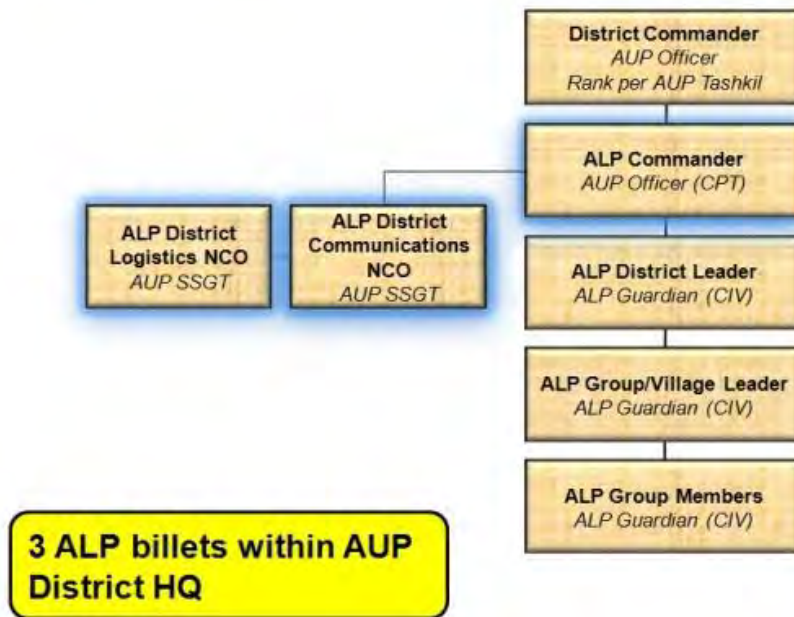 District Commander
AUP Officer
Rank per AUP Tashkil
ALP Commander
AUP Officer (CPT)
ALP District
Logistics NCO
AUP SSGT
ALP District
Communications
NCO
AUP SSGT
ALP District Leader
ALP Guardian (CIV)
ALP Group/Village Leader
ALP Guardian (CIV)
ALP Group Members
ALP Guardian (CIV)
3 ALP billets within AUP
District HQ